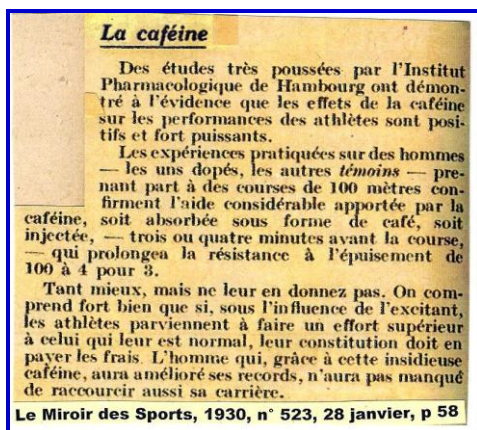 La caféine
Des études très poussées par l'Institut
Pharmacologique de Hambourg ont démon-
tré à l'évidence que les effets de la caféine
sur les performances des athlètes sont posi-
tifs et fort puissants.
Les expériences pratiquées sur des hommes
— les uns dopés, les autres témoins — pre-
nant part à des courses de 100 mètres con-
firment l'aide considérable apportée par la
caféine, soit absorbée sous forme de café, soit
injectée, — trois ou quatre minutes avant la course,
— qui prolongea la résistance à l'épuisement de
100 à 4 pour 3.
Tant mieux, mais ne leur en donnez pas. On com-
prend fort bien que si, sous l'influence de l'excitant,
les athlètes parviennent à faire un effort supérieur
à celui qui leur est normal, leur constitution doit en
payer les frais. L'homme qui, grâce à cette insidieuse
caféine, aura amélioré ses records, n'aura pas manqué
de raccourcir aussi sa carrière.
Le Miroir des Sports, 1930, n° 523, 28 janvier, p 58